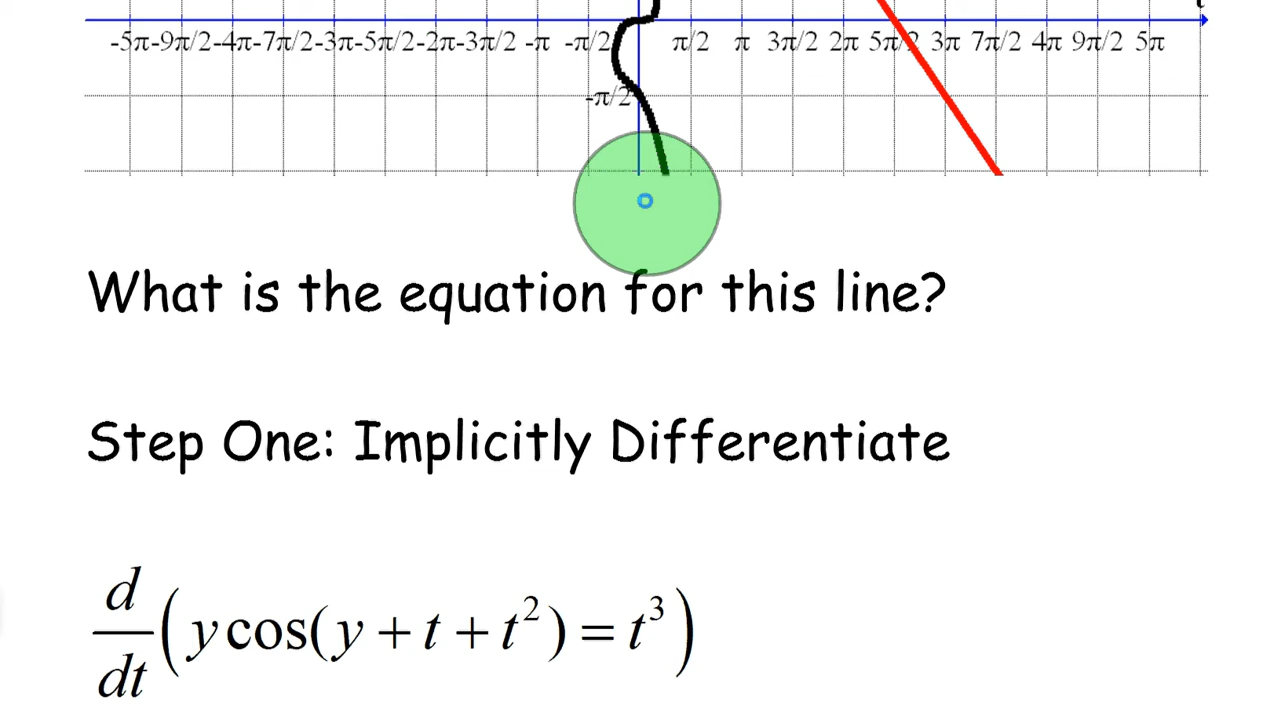 t
-5π -9π/2 -4π -7π/2 -3π -5π/2 -2π -3π/2 -π -π/2 π/2 π 3π/2 2π 5π/2 3π 7π/2 4π 9π/2 5π
-π/2
What is the equation for this line?
Step One: Implicitly Differentiate
d/dt (y cos(y + t + t²) = t³)